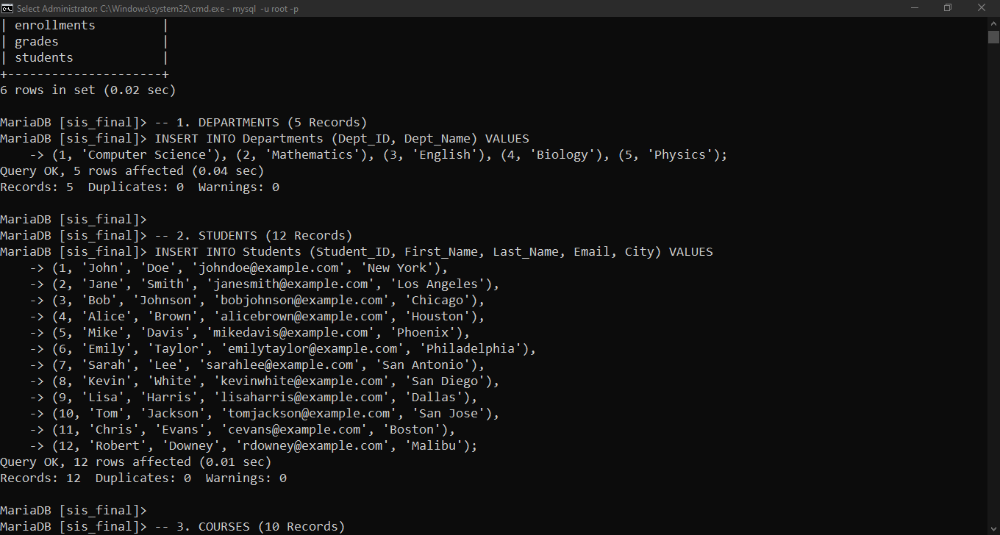 Select Administrator: C:\Windows\system32\cmd.exe - mysql  -u root -p
| enrollments         |
| grades              |
| students            |
+---------------------+
6 rows in set (0.02 sec)
MariaDB [sis_final]> -- 1. DEPARTMENTS (5 Records)
MariaDB [sis_final]> INSERT INTO Departments (Dept_ID, Dept_Name) VALUES
    -> (1, 'Computer Science'), (2, 'Mathematics'), (3, 'English'), (4, 'Biology'), (5, 'Physics');
Query OK, 5 rows affected (0.04 sec)
Records: 5  Duplicates: 0  Warnings: 0
MariaDB [sis_final]>
MariaDB [sis_final]> -- 2. STUDENTS (12 Records)
MariaDB [sis_final]> INSERT INTO Students (Student_ID, First_Name, Last_Name, Email, City) VALUES
    -> (1, 'John', 'Doe', 'johndoe@example.com', 'New York'),
    -> (2, 'Jane', 'Smith', 'janesmith@example.com', 'Los Angeles'),
    -> (3, 'Bob', 'Johnson', 'bobjohnson@example.com', 'Chicago'),
    -> (4, 'Alice', 'Brown', 'alicebrown@example.com', 'Houston'),
    -> (5, 'Mike', 'Davis', 'mikedavis@example.com', 'Phoenix'),
    -> (6, 'Emily', 'Taylor', 'emilytaylor@example.com', 'Philadelphia'),
    -> (7, 'Sarah', 'Lee', 'sarahlee@example.com', 'San Antonio'),
    -> (8, 'Kevin', 'White', 'kevinwhite@example.com', 'San Diego'),
    -> (9, 'Lisa', 'Harris', 'lisaharris@example.com', 'Dallas'),
    -> (10, 'Tom', 'Jackson', 'tomjackson@example.com', 'San Jose'),
    -> (11, 'Chris', 'Evans', 'cevans@example.com', 'Boston'),
    -> (12, 'Robert', 'Downey', 'rdowney@example.com', 'Malibu');
Query OK, 12 rows affected (0.01 sec)
Records: 12  Duplicates: 0  Warnings: 0
MariaDB [sis_final]>
MariaDB [sis_final]> -- 3. COURSES (10 Records)